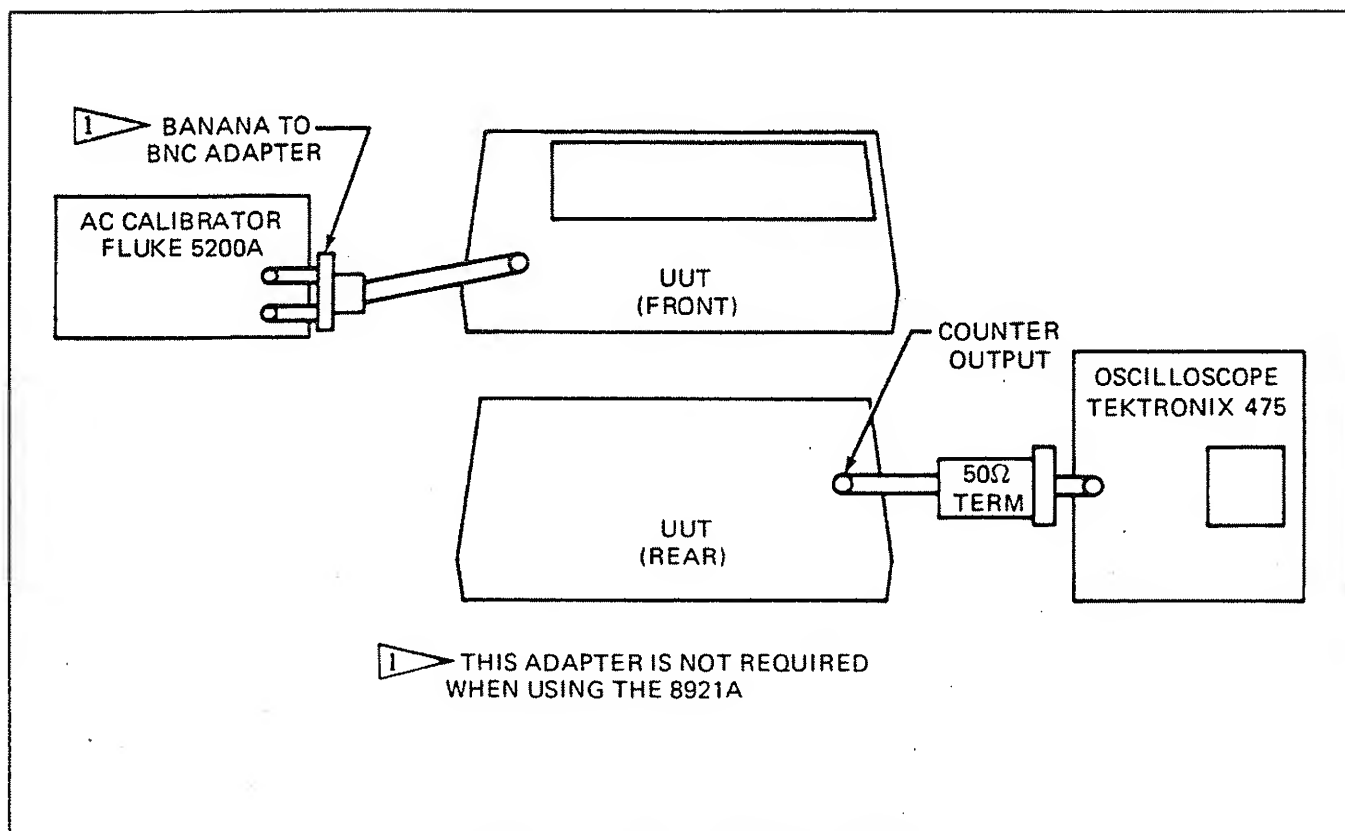 1 BANANA TO
BNC ADAPTER
AC CALIBRATOR
FLUKE 5200A
UUT
(FRONT)
COUNTER
OUTPUT
OSCILLOSCOPE
TEKTRONIX 475
50Ω
TERM
UUT
(REAR)
1 THIS ADAPTER IS NOT REQUIRED
WHEN USING THE 8921A